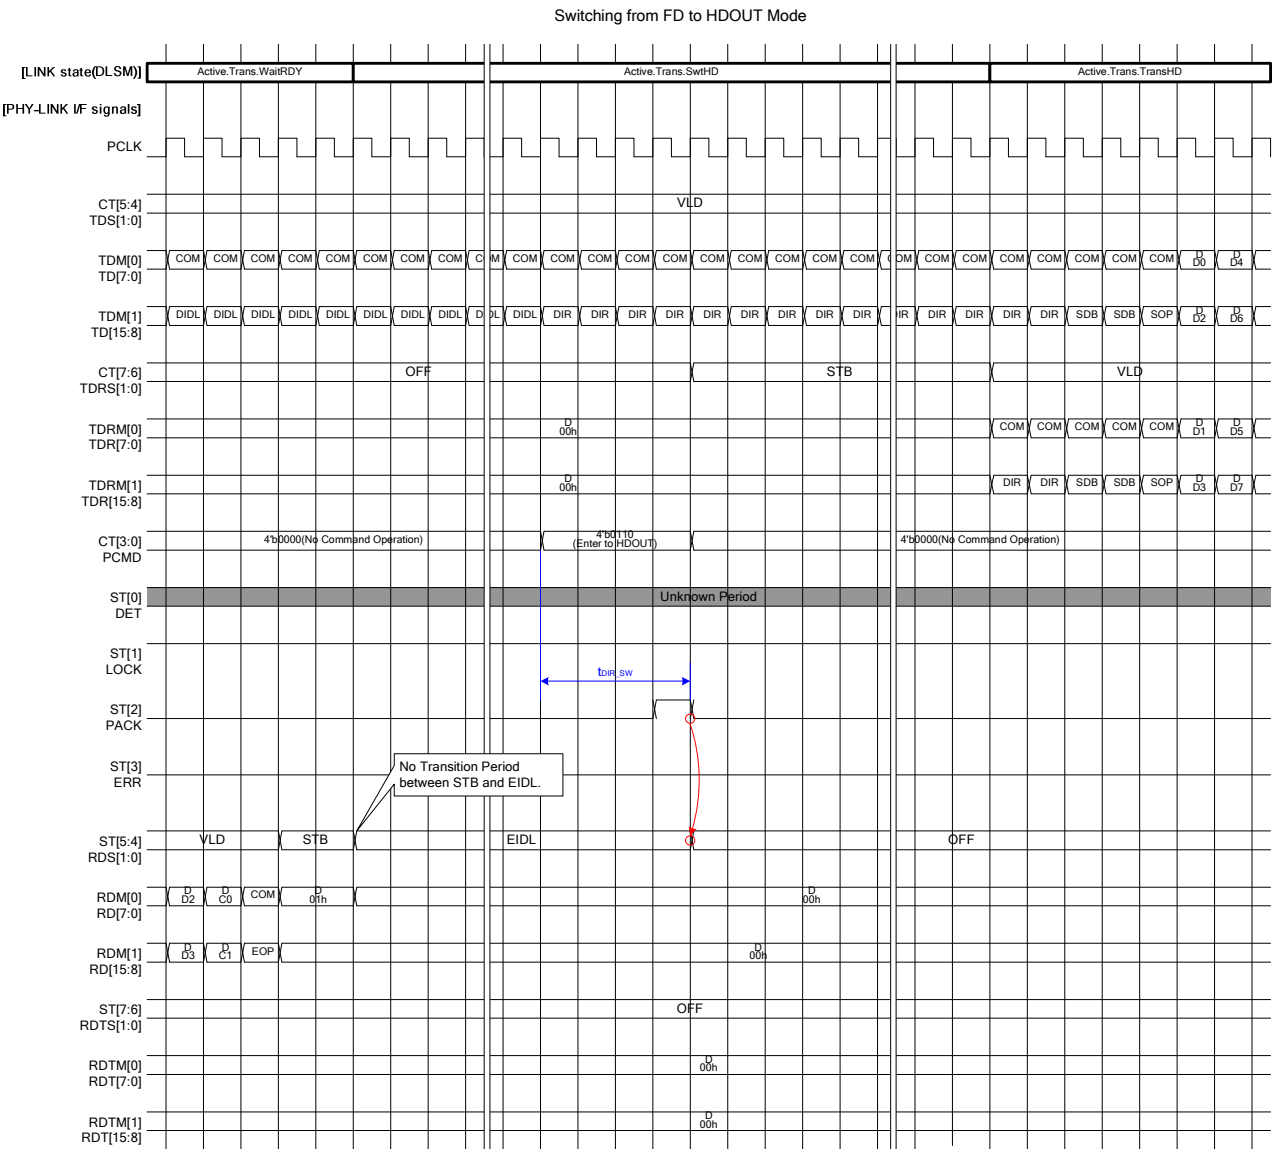 Switching from FD to HDOUT Mode
[LINK state(DLSM)] Active.Trans.WaitRDY Active.Trans.SwtHD Active.Trans.TransHD
[PHY-LINK I/F signals]
PCLK
CT[5:4] VLD
TDS[1:0]
TDM[0] COM COM COM COM COM COM COM COM COM COM COM COM COM COM COM COM COM COM COM COM COM COM COM COM COM COM COM D D0 D D4
TD[7:0]
TDM[1] DIDL DIDL DIDL DIDL DIDL DIDL DIDL DIDL DIDL DIR DIR DIR DIR DIR DIR DIR DIR DIR DIR DIR DIR DIR DIR SDB SDB SOP D D2 D D6
TD[15:8]
CT[7:6] OFF STB VLD
TDRS[1:0]
TDRM[0] D 00h COM COM COM COM COM D D1 D D5
TDR[7:0]
TDRM[1] D 00h DIR DIR SDB SDB SOP D D3 D D7
TDR[15:8]
CT[3:0] 4'b0000(No Command Operation) 4'b0110 (Enter to HDOUT) 4'b0000(No Command Operation)
PCMD
ST[0] Unknown Period
DET
ST[1]
LOCK
tDIR_SW
ST[2]
PACK
No Transition Period
between STB and EIDL.
ST[3]
ERR
ST[5:4] VLD STB EIDL OFF
RDS[1:0]
RDM[0] D D2 D C0 COM D 01h D 00h
RD[7:0]
RDM[1] D D3 D C1 EOP D 00h
RD[15:8]
ST[7:6] OFF
RDTS[1:0]
RDTM[0] D 00h
RDT[7:0]
RDTM[1] D 00h
RDT[15:8]